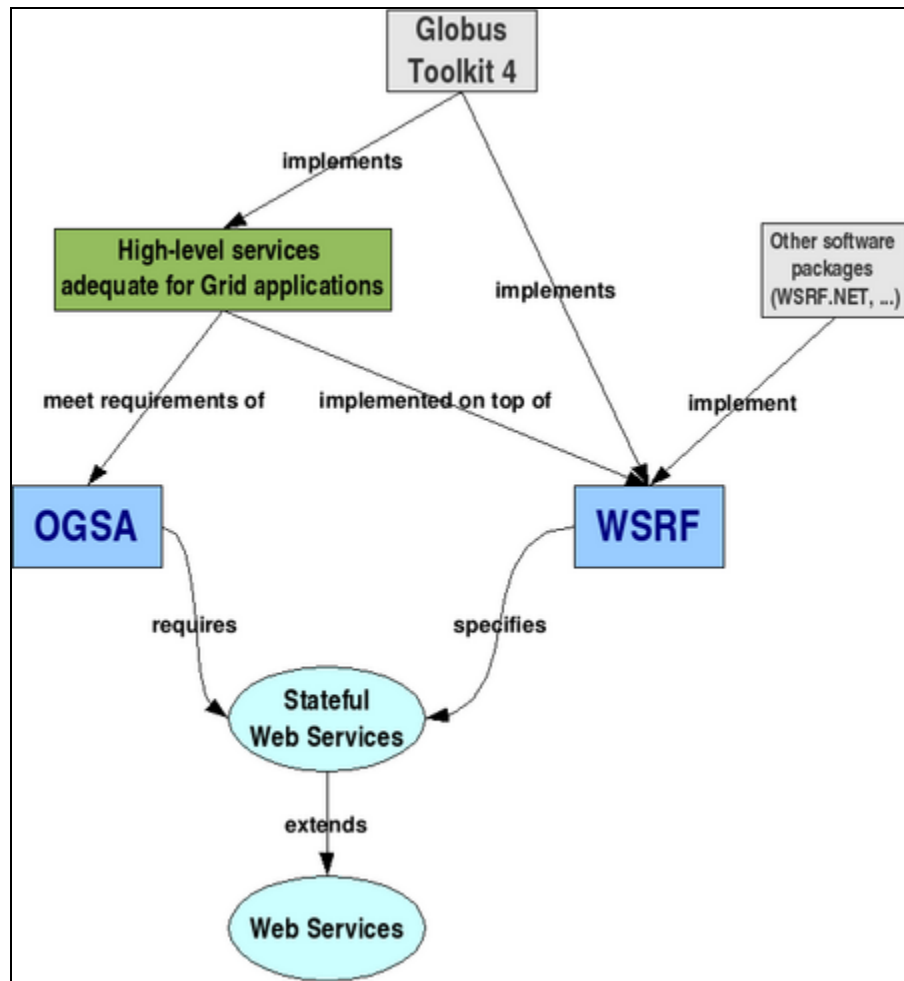 Globus
Toolkit 4
implements
High-level services
adequate for Grid applications
Other software
packages
(WSRF.NET, ...)
implements
meet requirements of
implemented on top of
implement
OGSA
WSRF
requires
specifies
Stateful
Web Services
extends
Web Services